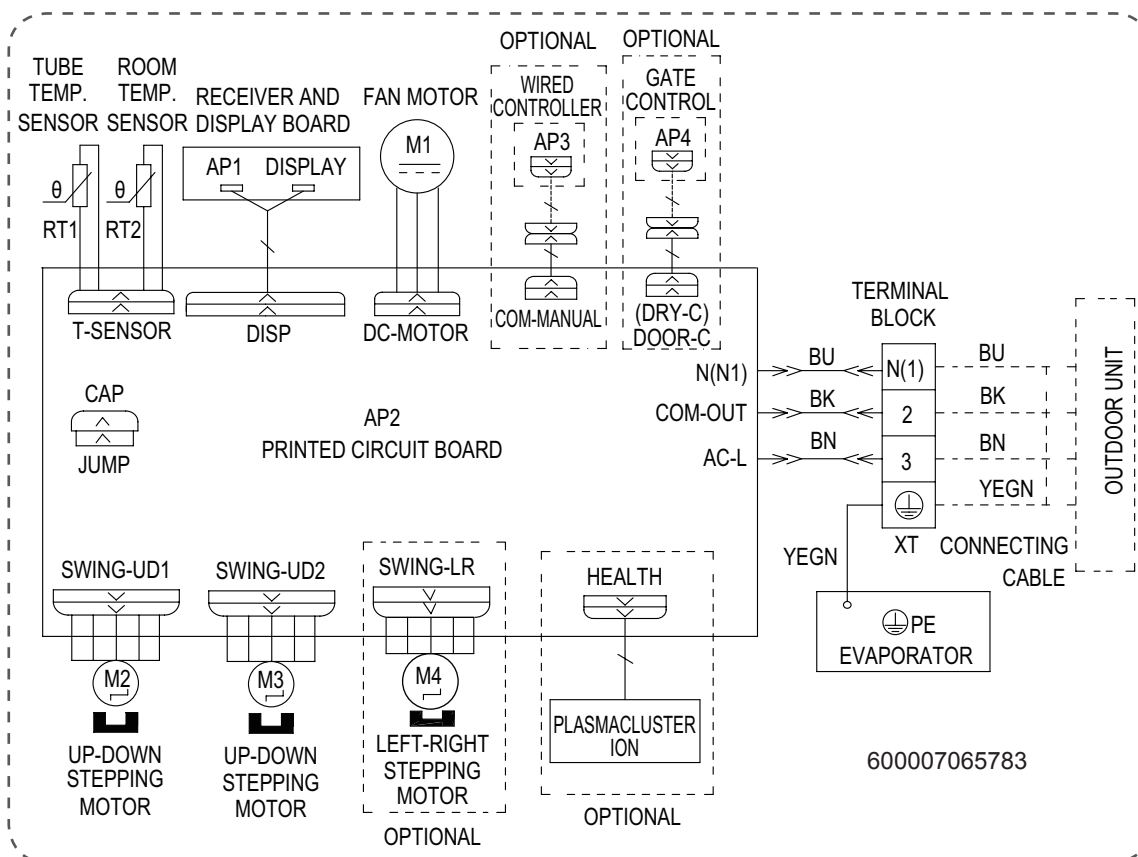 OPTIONAL
OPTIONAL
TUBE
TEMP.
SENSOR
ROOM
TEMP.
SENSOR
RECEIVER AND
DISPLAY BOARD
FAN MOTOR
WIRED
CONTROLLER
GATE
CONTROL
AP1
DISPLAY
M1
AP3
AP4
θ
RT1
θ
RT2
T-SENSOR
DISP
DC-MOTOR
COM-MANUAL
(DRY-C)
DOOR-C
TERMINAL
BLOCK
N(N1)
BU
N(1)
BU
COM-OUT
BK
2
BK
AC-L
BN
3
BN
YEGN
XT
CONNECTING
CABLE
OUTDOOR UNIT
CAP
JUMP
AP2
PRINTED CIRCUIT BOARD
YEGN
PE
EVAPORATOR
SWING-UD1
SWING-UD2
SWING-LR
HEALTH
M2
M3
M4
UP-DOWN
STEPPING
MOTOR
UP-DOWN
STEPPING
MOTOR
LEFT-RIGHT
STEPPING
MOTOR
OPTIONAL
PLASMACLUSTER
ION
OPTIONAL
600007065783